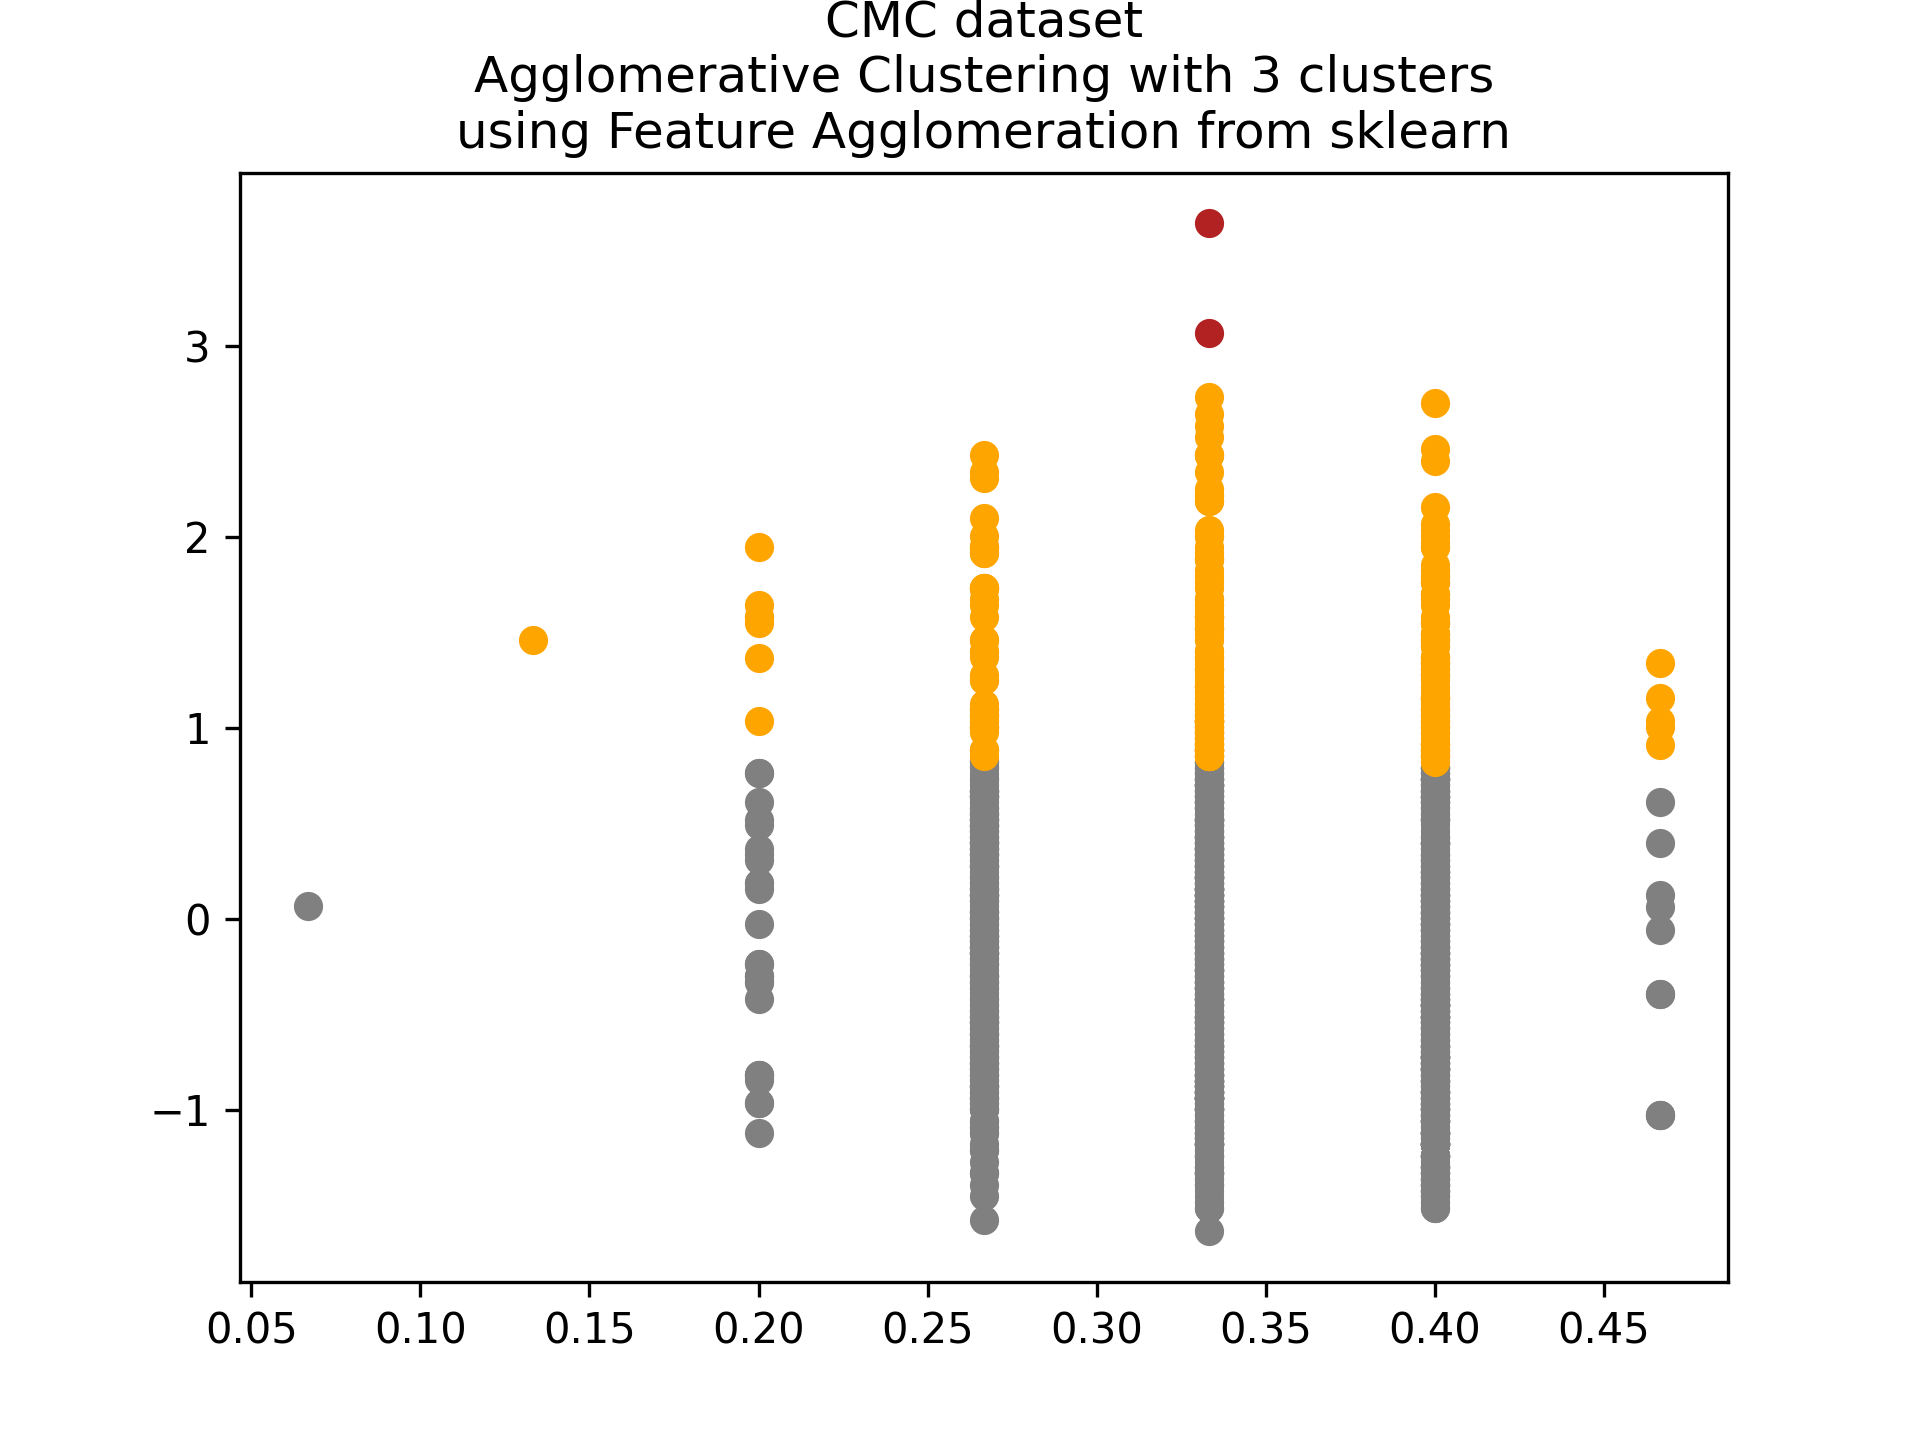 CMC dataset
Agglomerative Clustering with 3 clusters
using Feature Agglomeration from sklearn
3
2
1
0
−1
0.05 0.10 0.15 0.20 0.25 0.30 0.35 0.40 0.45